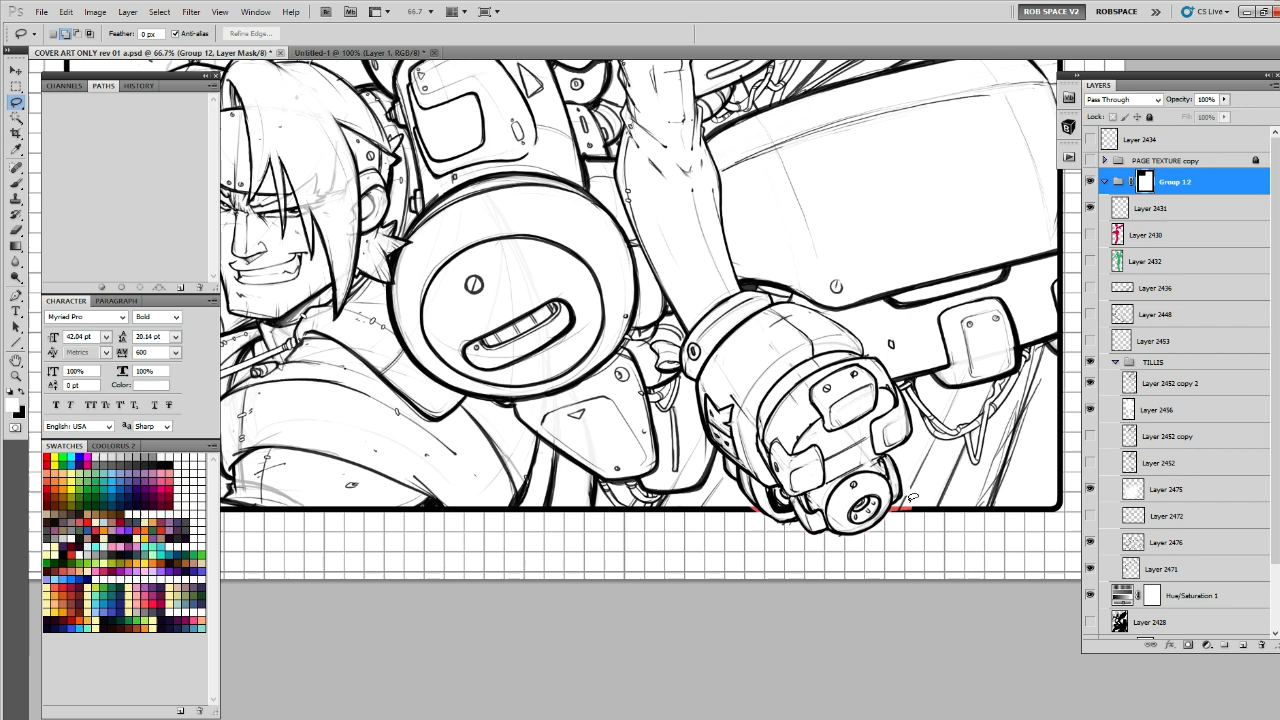 Ps File Edit Image Layer Select Filter Analysis 3D View Window Help Br Mb 66.7 ROB SPACE V2 ROBSPACE CS Live
Feather: 0 px Anti-alias Refine Edge...
COVER ART ONLY rev 01 a.psd @ 66.7% (Group 12, Layer Mask/8) * Untitled-1 @ 100% (Layer 1, RGB/8) *
CHANNELS PATHS HISTORY
LAYERS
Pass Through Opacity: 100%
Lock: Fill: 100%
Layer 2434
PAGE TEXTURE copy
Group 12
Layer 2431
Layer 2430
Layer 2432
Layer 2436
Layer 2448
Layer 2453
TILLIS
Layer 2452 copy 2
Layer 2456
Layer 2452 copy
Layer 2452
Layer 2475
Layer 2472
Layer 2476
Layer 2471
Hue/Saturation 1
Layer 2428
CHARACTER PARAGRAPH
Myriad Pro Bold
42.04 pt 20.14 pt
Metrics 600
100% 100%
0 pt Color:
English: USA Sharp
SWATCHES COOLORUS 2